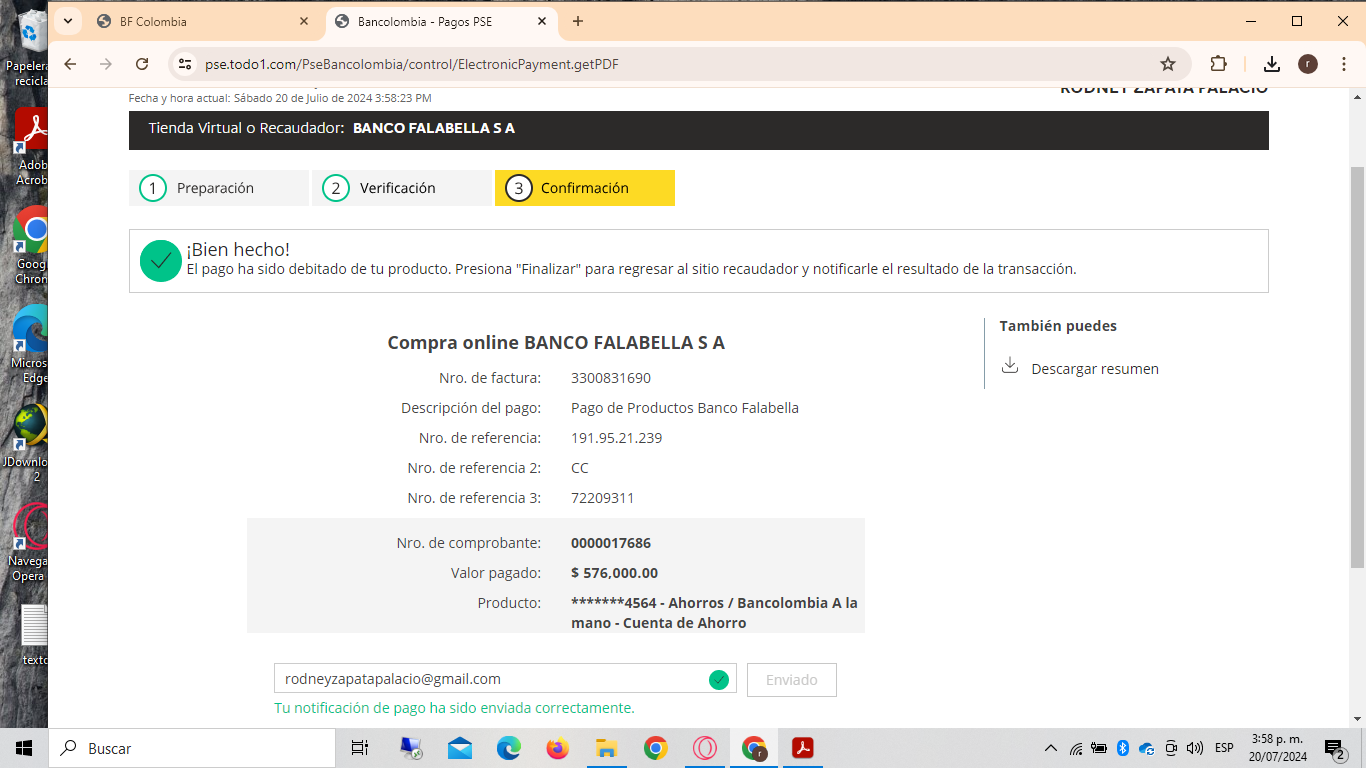 BF Colombia
Bancolombia - Pagos PSE
pse.todo1.com/PseBancolombia/control/ElectronicPayment.getPDF
r
Papelera
recicla
Adob
Acrob
Goog
Chron
Micros
Edge
JDownlo
2
Navega
Opera
texto
Fecha y hora actual: Sábado 20 de Julio de 2024 3:58:23 PM
RODNEY ZAPATA PALACIO
Tienda Virtual o Recaudador: BANCO FALABELLA S A
1 Preparación
2 Verificación
3 Confirmación
¡Bien hecho!
El pago ha sido debitado de tu producto. Presiona "Finalizar" para regresar al sitio recaudador y notificarle el resultado de la transacción.
Compra online BANCO FALABELLA S A
Nro. de factura: 3300831690
Descripción del pago: Pago de Productos Banco Falabella
Nro. de referencia: 191.95.21.239
Nro. de referencia 2: CC
Nro. de referencia 3: 72209311
Nro. de comprobante: 0000017686
Valor pagado: $ 576,000.00
Producto: *******4564 - Ahorros / Bancolombia A la
mano - Cuenta de Ahorro
También puedes
Descargar resumen
rodneyzapatapalacio@gmail.com
Enviado
Tu notificación de pago ha sido enviada correctamente.
Buscar
r
ESP
3:58 p. m.
20/07/2024
2